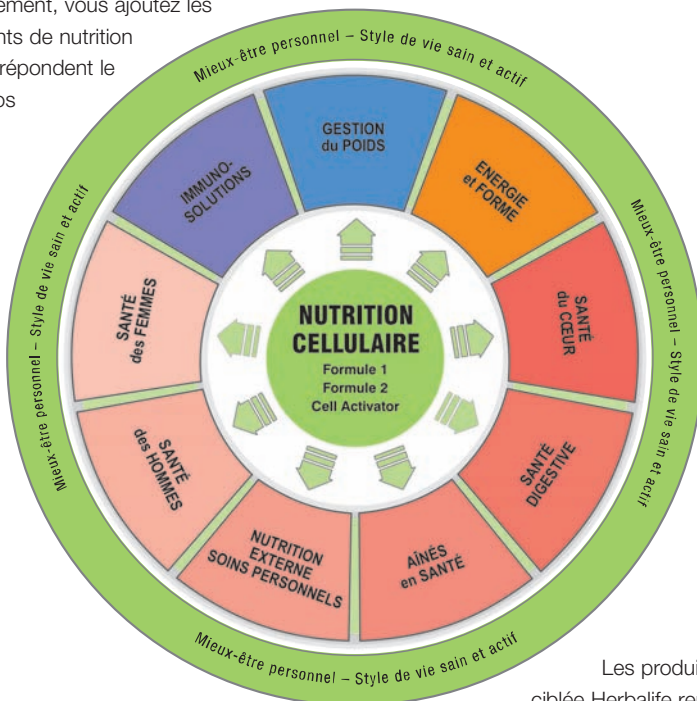 ement, vous ajoutez les
nts de nutrition
répondent le
os
Mieux-être personnel – Style de vie sain et actif
GESTION
du POIDS
ENERGIE
et FORME
SANTÉ
du CŒUR
SANTÉ
DIGESTIVE
AÎNÉS
en SANTÉ
NUTRITION
EXTERNE
SOINS PERSONNELS
SANTÉ
des HOMMES
SANTÉ
des FEMMES
IMMUNO-
SOLUTIONS
NUTRITION
CELLULAIRE
Formule 1
Formule 2
Cell Activator
Mieux-être personnel – Style de vie sain et actif
Mieux-être personnel – Style de vie sain et actif
Mieux-être personnel – Style de vie sain et actif
Les produi
ciblée Herbalife re